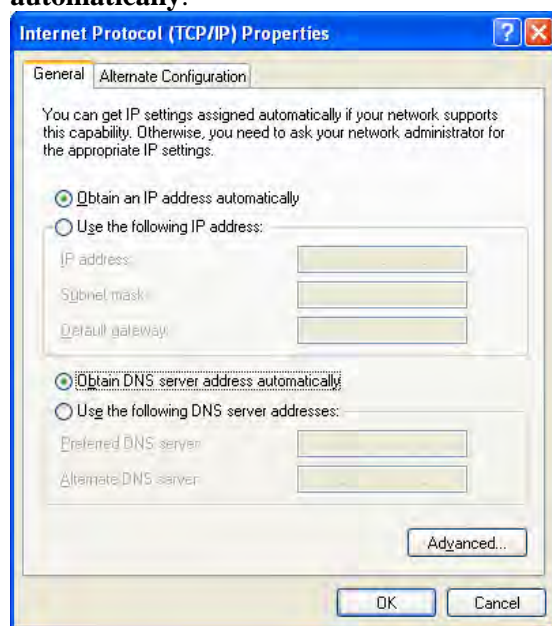 automatically.
Internet Protocol (TCP/IP) Properties
General Alternate Configuration
You can get IP settings assigned automatically if your network supports
this capability. Otherwise, you need to ask your network administrator for
the appropriate IP settings.
Obtain an IP address automatically
Use the following IP address:
IP address:
Subnet mask:
Default gateway:
Obtain DNS server address automatically
Use the following DNS server addresses:
Preferred DNS server:
Alternate DNS server:
Advanced...
OK Cancel